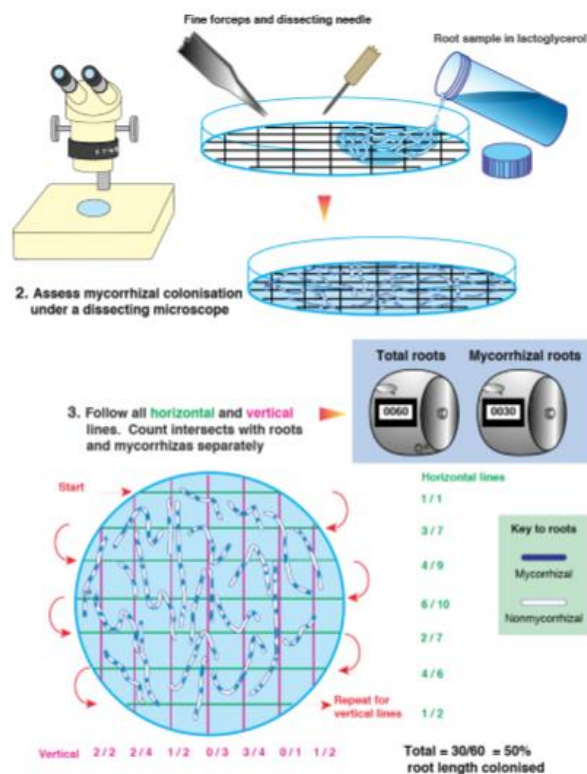 Fine forceps and dissecting needle
Root sample in lactoglycerol
2. Assess mycorrhizal colonisation
under a dissecting microscope
Total roots Mycorrhizal roots
0060 0030
3. Follow all horizontal and vertical
lines. Count intersects with roots
and mycorrhizas separately
Horizontal lines
Start
1 / 1
3 / 7
4 / 9
6 / 10
2 / 7
4 / 6
1 / 2
Key to roots
Mycorrhizal
Nonmycorrhizal
Repeat for
vertical lines
Vertical 2 / 2 2 / 4 1 / 2 0 / 3 3 / 4 0 / 1 1 / 2
Total = 30/60 = 50%
root length colonised